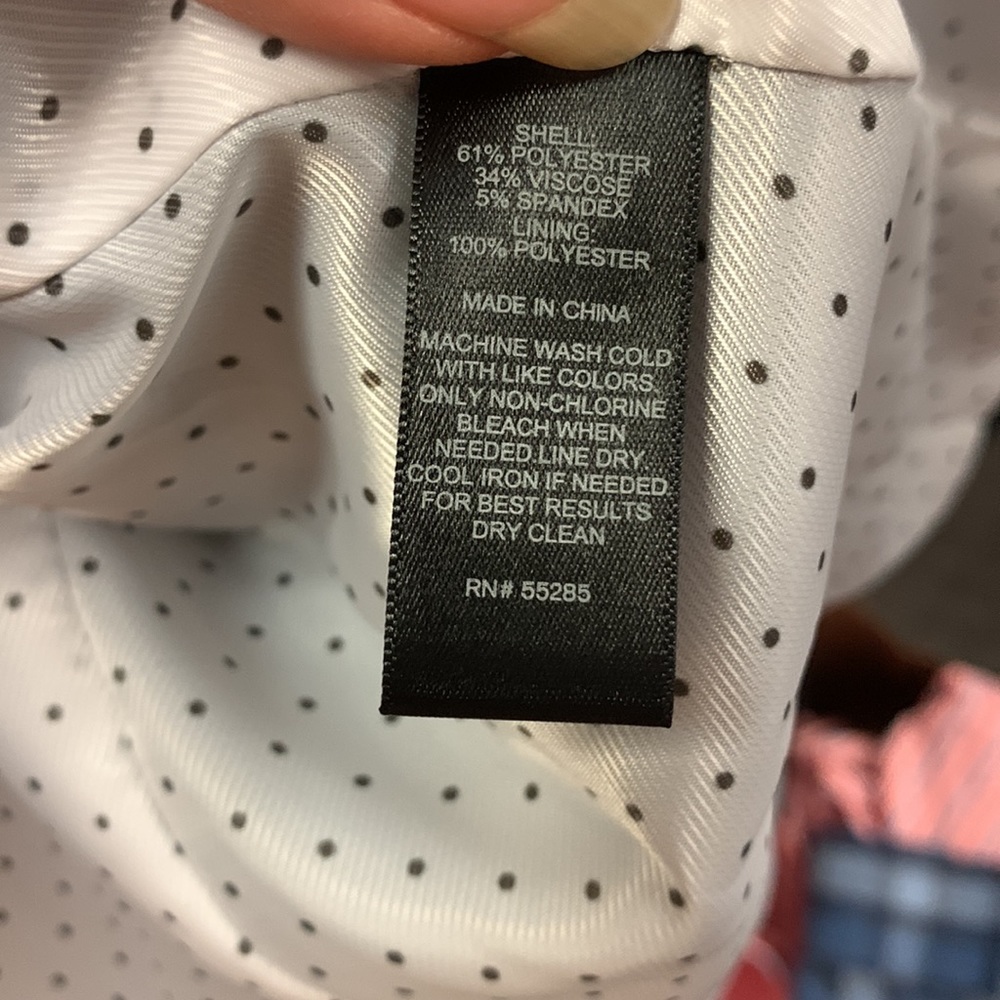 SHELL:
61% POLYESTER
34% VISCOSE
5% SPANDEX
LINING
100% POLYESTER
MADE IN CHINA
MACHINE WASH COLD
WITH LIKE COLORS.
ONLY NON-CHLORINE
BLEACH WHEN
NEEDED.LINE DRY.
COOL IRON IF NEEDED.
FOR BEST RESULTS
DRY CLEAN
RN# 55285